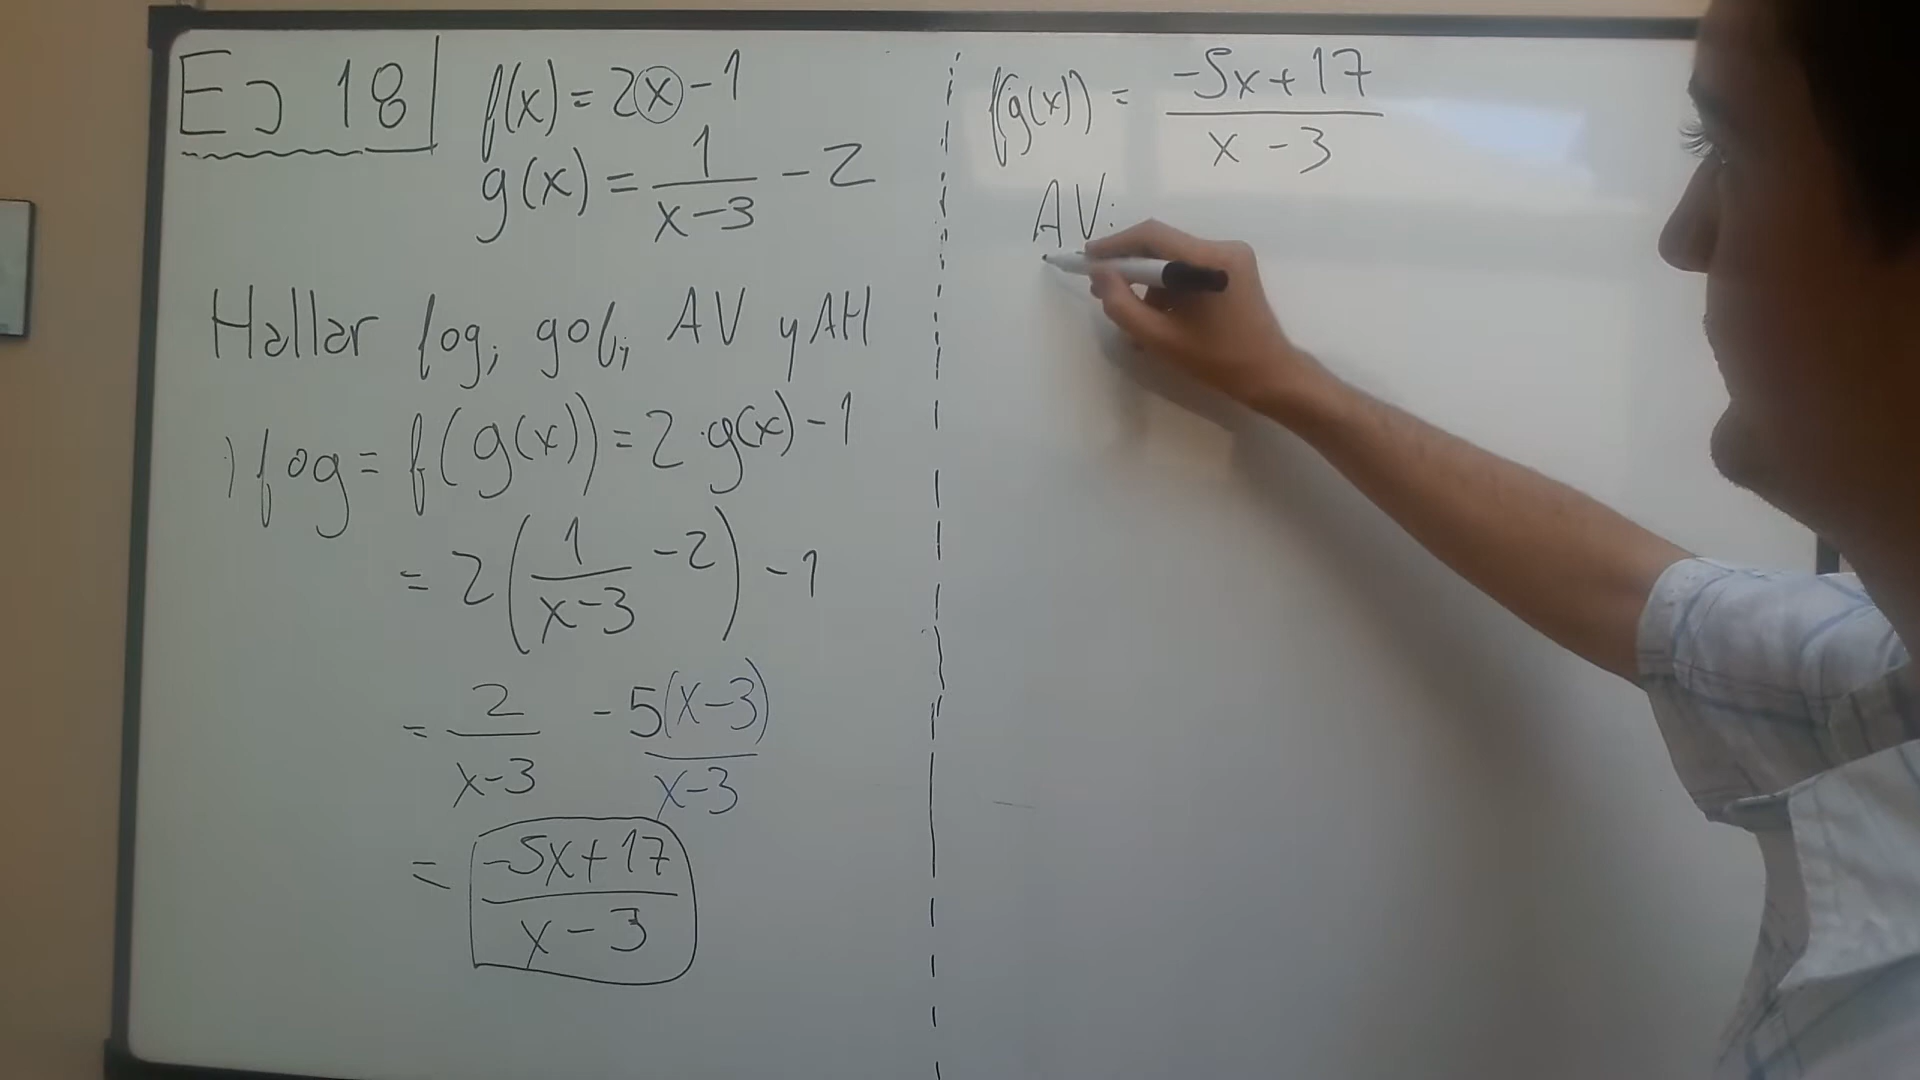 Ej 18
f(x) = 2x - 1
g(x) = 1/(x-3) - 2
Hallar fog; gof; AV y AH
) fog = f(g(x)) = 2·g(x) - 1
= 2(1/(x-3) - 2) - 1
= 2/(x-3) - 5(x-3)/(x-3)
= (-5x+17)/(x-3)
f(g(x)) = (-5x+17)/(x-3)
AV: